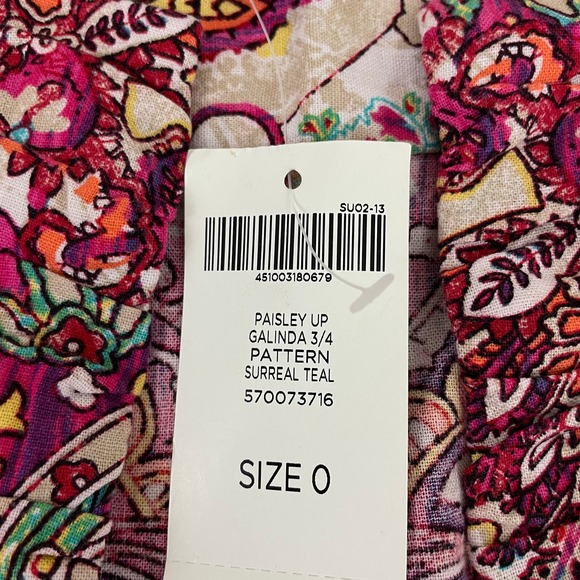 SU02-13
451003180679
PAISLEY UP
GALINDA 3/4
PATTERN
SURREAL TEAL
570073716
SIZE 0